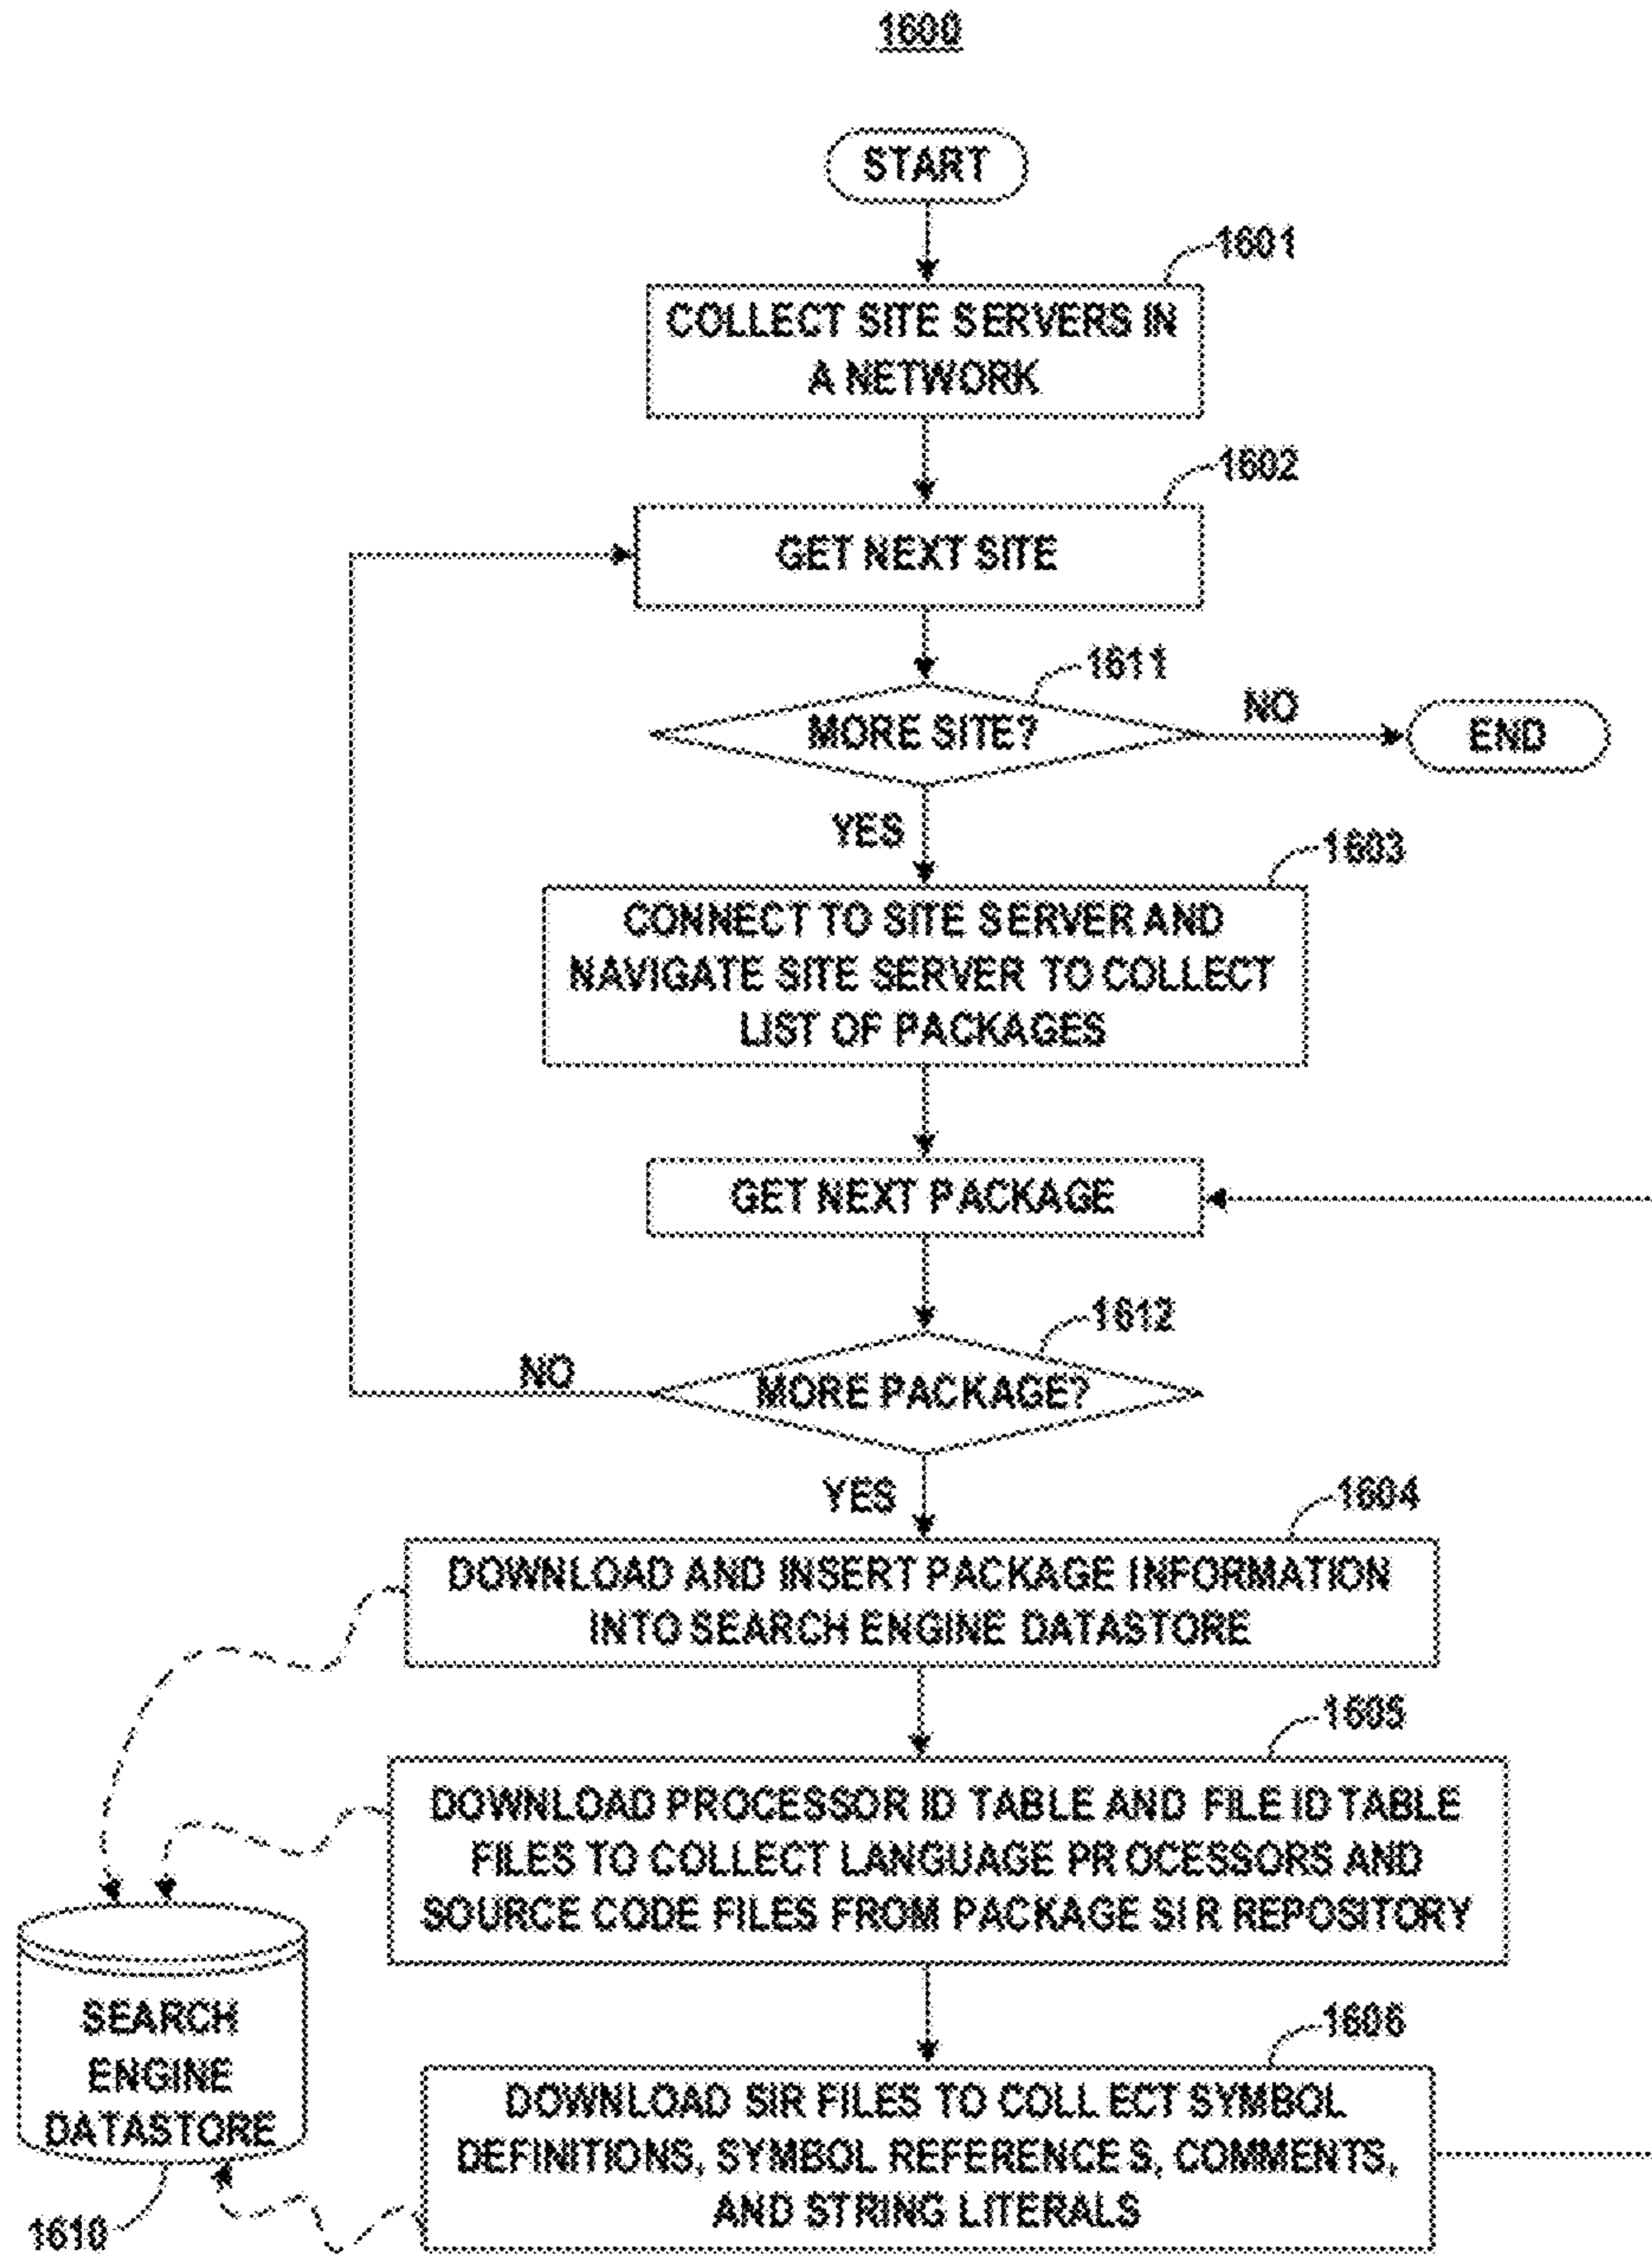 1600
START
1601
COLLECT SITE SERVERS IN
A NETWORK
1602
GET NEXT SITE
1611
MORE SITE?
NO
END
YES
1603
CONNECT TO SITE SERVER AND
NAVIGATE SITE SERVER TO COLLECT
LIST OF PACKAGES
GET NEXT PACKAGE
1612
NO
MORE PACKAGE?
YES
1604
DOWNLOAD AND INSERT PACKAGE INFORMATION
INTO SEARCH ENGINE DATASTORE
1605
DOWNLOAD PROCESSOR ID TABLE AND FILE ID TABLE
FILES TO COLLECT LANGUAGE PROCESSORS AND
SOURCE CODE FILES FROM PACKAGE SIR REPOSITORY
SEARCH
ENGINE
DATASTORE
1610
1606
DOWNLOAD SIR FILES TO COLLECT SYMBOL
DEFINITIONS, SYMBOL REFERENCES, COMMENTS,
AND STRING LITERALS